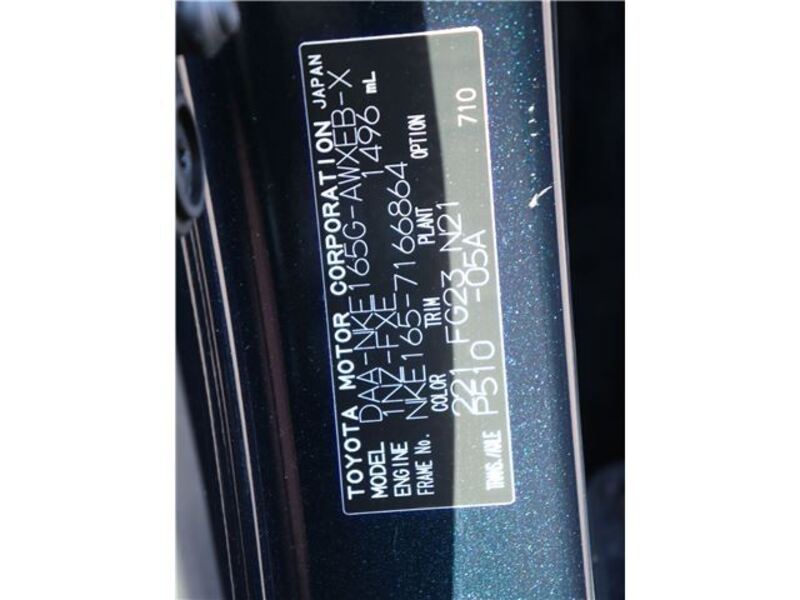 TOYOTA MOTOR CORPORATION JAPAN
MODEL DAA-NKE165G-AWXEB-X
ENGINE 1NZ-FXE 1496 mL
FRAME No. NKE165-7166864
COLOR TRIM PLANT OPTION
221 FG23 N21 710
TRANS./AXLE P510 -05A